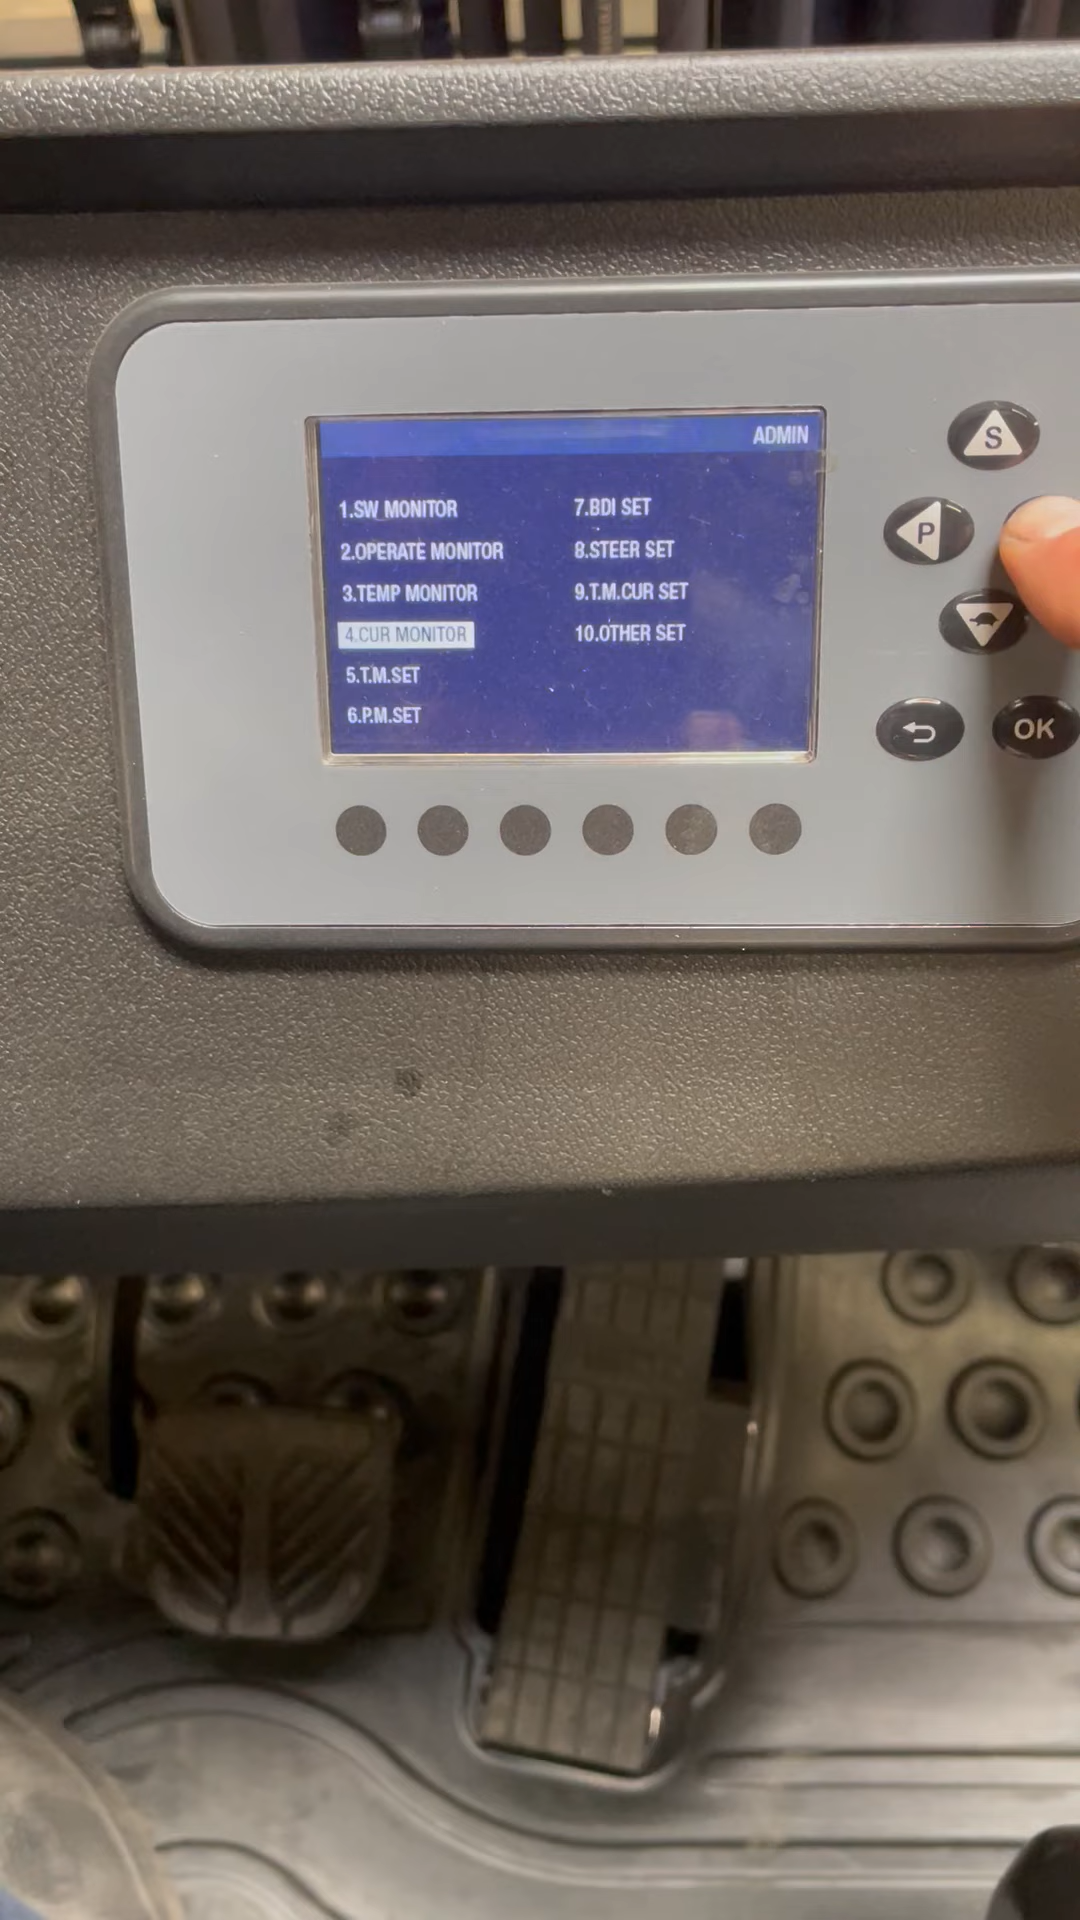 ADMIN
1.SW MONITOR
2.OPERATE MONITOR
3.TEMP MONITOR
4.CUR MONITOR
5.T.M.SET
6.P.M.SET
7.BDI SET
8.STEER SET
9.T.M.CUR SET
10.OTHER SET
S
P
OK